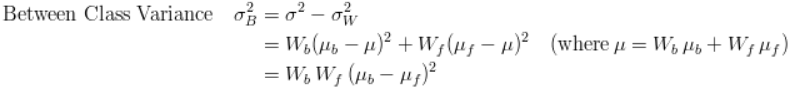 Between Class Variance σ_B^2 = σ^2 − σ_W^2
= W_b(μ_b − μ)^2 + W_f(μ_f − μ)^2 (where μ = W_b μ_b + W_f μ_f)
= W_b W_f (μ_b − μ_f)^2